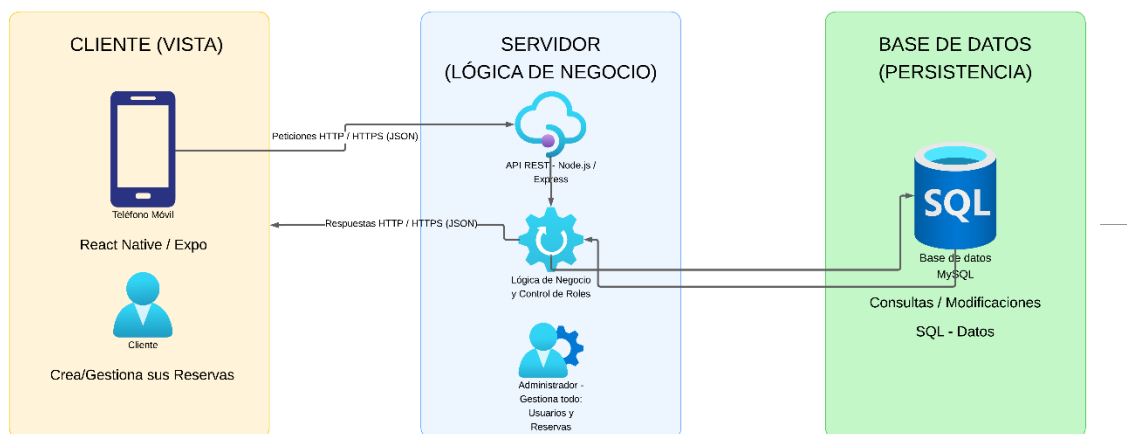 CLIENTE (VISTA)
Peticiones HTTP / HTTPS (JSON)
Teléfono Móvil
Respuestas HTTP / HTTPS (JSON)
React Native / Expo
Cliente
Crea/Gestiona sus Reservas
SERVIDOR
(LÓGICA DE NEGOCIO)
API REST - Node.js /
Express
Lógica de Negocio
y Control de Roles
Administrador -
Gestiona todo:
Usuarios y
Reservas
BASE DE DATOS
(PERSISTENCIA)
SQL
Base de datos
MySQL
Consultas / Modificaciones
SQL - Datos